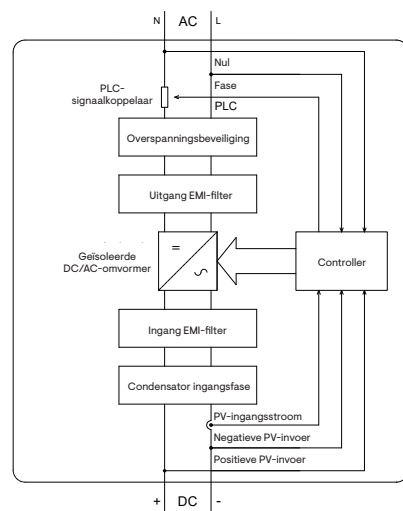 N AC L
Nul
Fase
PLC-
signaalkoppelaar
PLC
Overspanningsbeveiliging
Uitgang EMI-filter
Geïsoleerde
DC/AC-omvormer
=
Controller
Ingang EMI-filter
Condensator ingangsfase
PV-ingangsstroom
Negatieve PV-invoer
Positieve PV-invoer
+ DC -